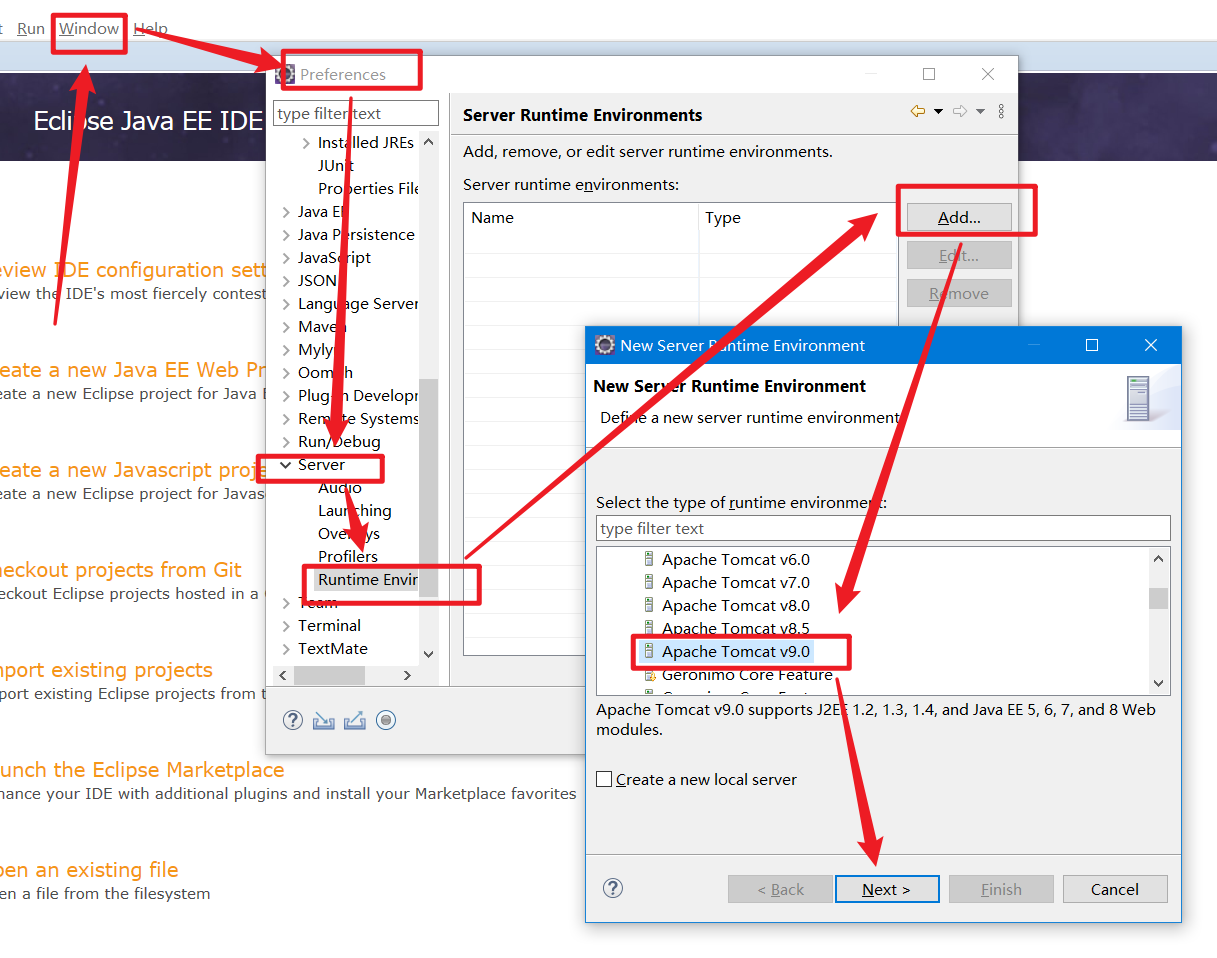 Run Window Help
Preferences
Eclipse Java EE IDE
type filter text
Server Runtime Environments
Installed JREs
JUnit
Properties File
Add, remove, or edit server runtime environments.
Server runtime environments:
Java EE
Java Persistence
JavaScript
JSON
Language Server
Maven
Mylyn
Oomph
Plug-in Develop
Remote Systems
Run/Debug
Server
Audio
Launching
Overlays
Profilers
Runtime Envir
Team
Terminal
TextMate
Name Type
Add...
Edit...
Remove
eview IDE configuration sett
view the IDE's most fiercely contest
eate a new Java EE Web Pr
eate a new Eclipse project for Java E
eate a new Javascript proje
eate a new Eclipse project for Javasc
heckout projects from Git
eckout Eclipse projects hosted in a
mport existing projects
port existing Eclipse projects from t
unch the Eclipse Marketplace
hance your IDE with additional plugins and install your Marketplace favorites
pen an existing file
en a file from the filesystem
New Server Runtime Environment
New Server Runtime Environment
Define a new server runtime environment
Select the type of runtime environment:
type filter text
Apache Tomcat v6.0
Apache Tomcat v7.0
Apache Tomcat v8.0
Apache Tomcat v8.5
Apache Tomcat v9.0
Geronimo Core Feature
Apache Tomcat v9.0 supports J2EE 1.2, 1.3, 1.4, and Java EE 5, 6, 7, and 8 Web
modules.
Create a new local server
< Back Next > Finish Cancel